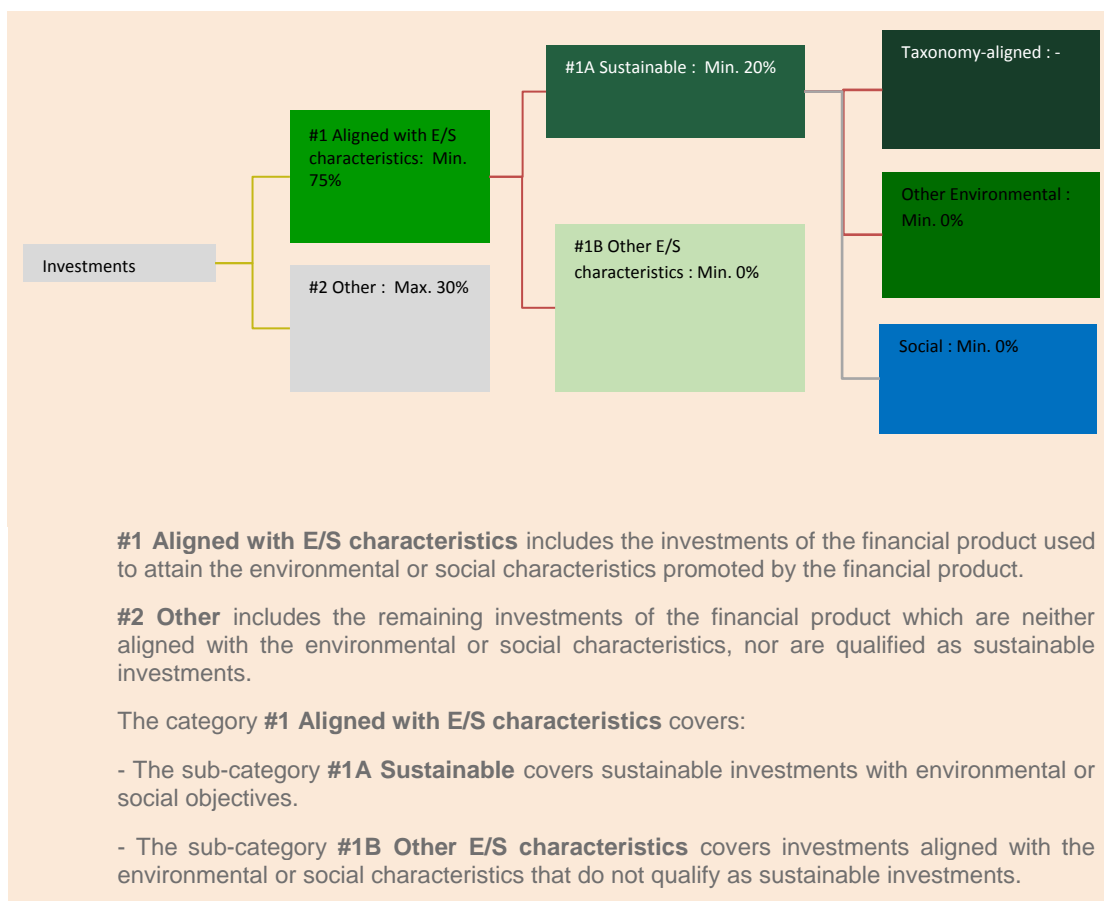 Investments
#1 Aligned with E/S
characteristics:  Min.
75%
#2 Other :  Max. 30%
#1A Sustainable :  Min. 20%
#1B Other E/S
characteristics : Min. 0%
Taxonomy-aligned : -
Other Environmental :
Min. 0%
Social : Min. 0%
#1 Aligned with E/S characteristics includes the investments of the financial product used
to attain the environmental or social characteristics promoted by the financial product.
#2 Other includes the remaining investments of the financial product which are neither
aligned with the environmental or social characteristics, nor are qualified as sustainable
investments.
The category #1 Aligned with E/S characteristics covers:
- The sub-category #1A Sustainable covers sustainable investments with environmental or
social objectives.
- The sub-category #1B Other E/S characteristics covers investments aligned with the
environmental or social characteristics that do not qualify as sustainable investments.